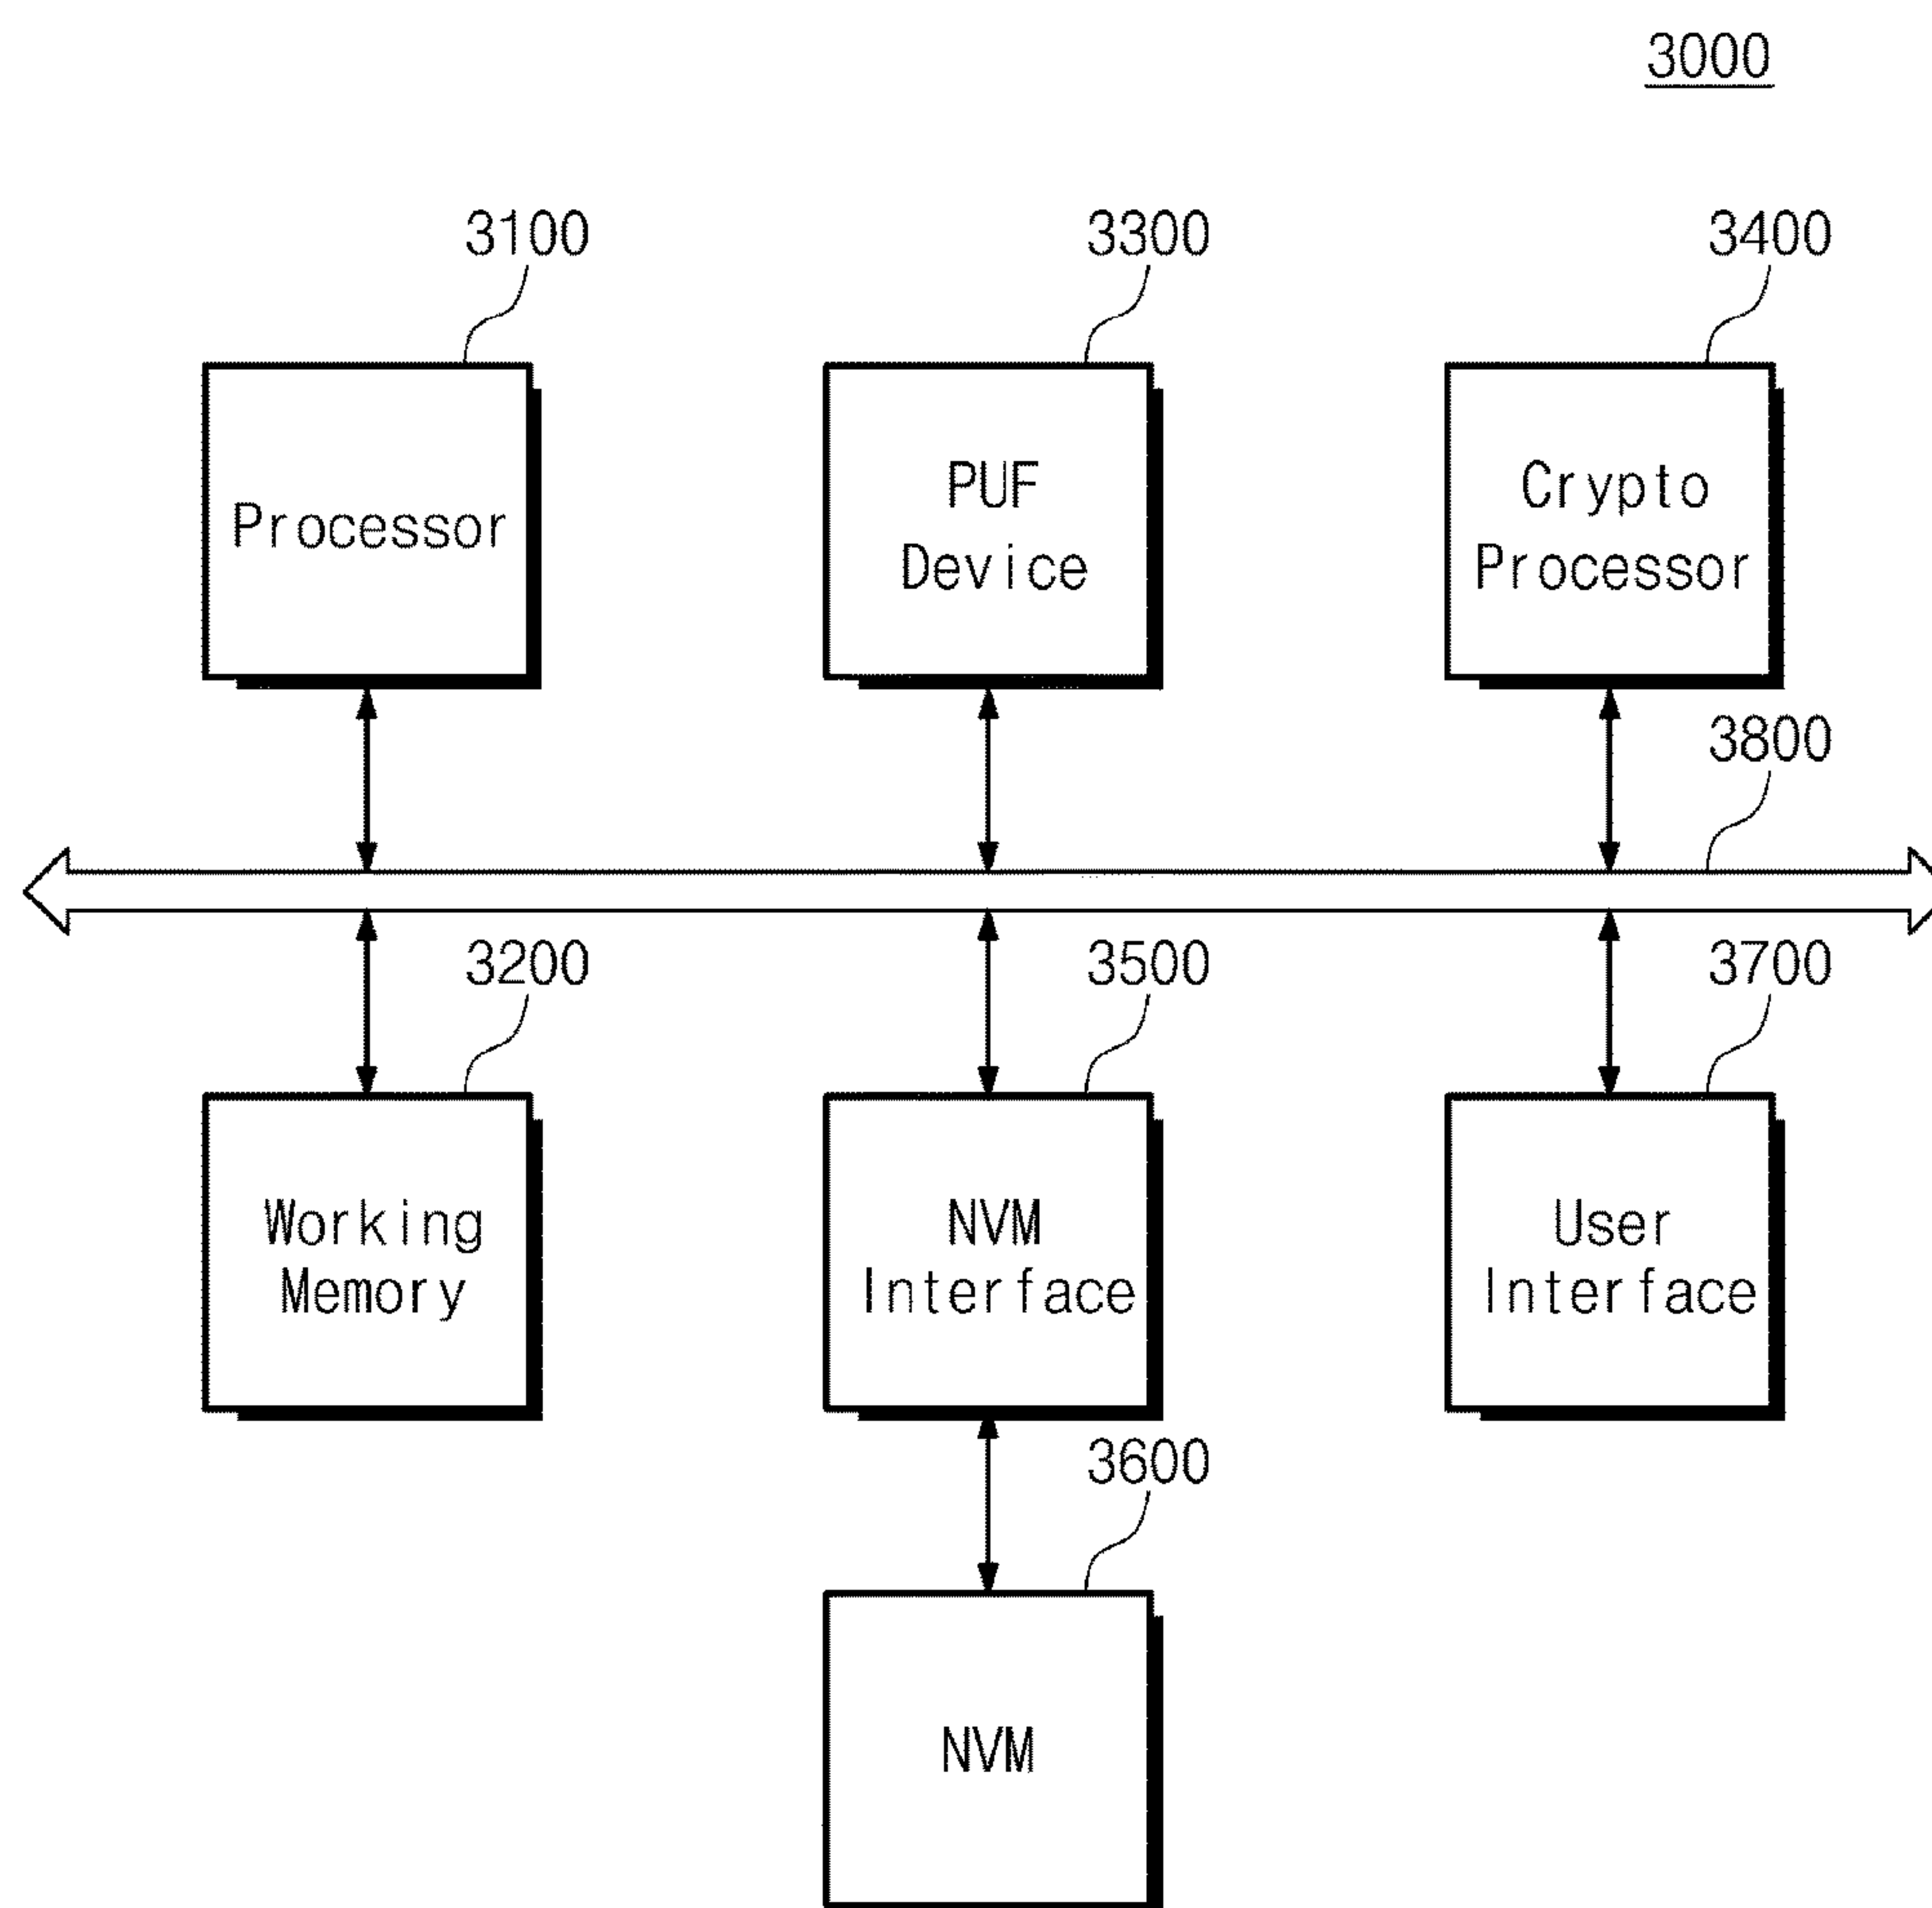 3000
3100
3300
3400
Processor
PUF
Device
Crypto
Processor
3800
3200
3500
3700
Working
Memory
NVM
Interface
User
Interface
3600
NVM